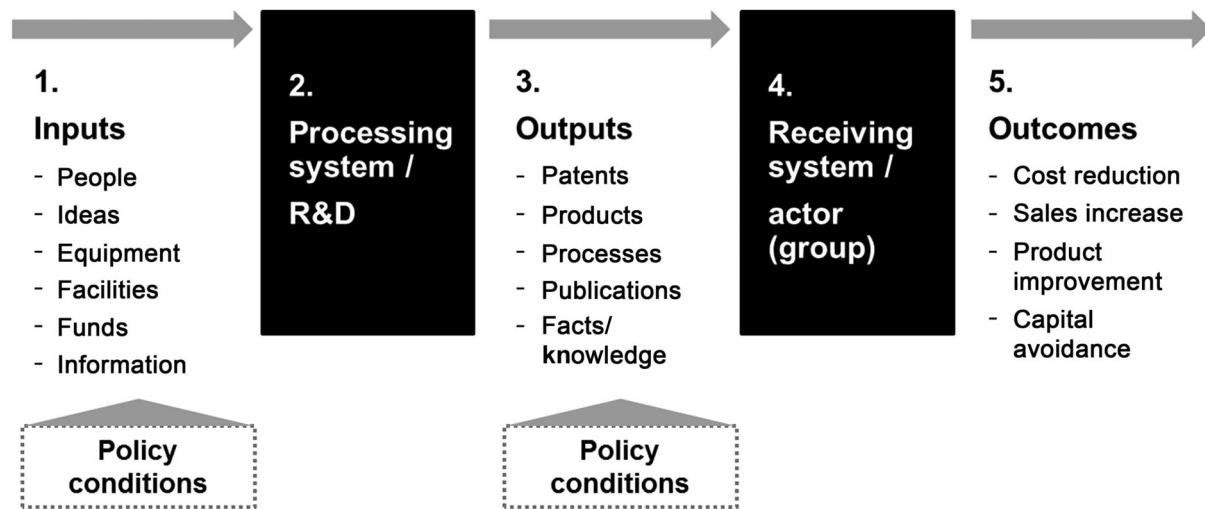 1.
Inputs
- People
- Ideas
- Equipment
- Facilities
- Funds
- Information
Policy
conditions
2.
Processing
system /
R&D
3.
Outputs
- Patents
- Products
- Processes
- Publications
- Facts/
knowledge
Policy
conditions
4.
Receiving
system /
actor
(group)
5.
Outcomes
- Cost reduction
- Sales increase
- Product
improvement
- Capital
avoidance